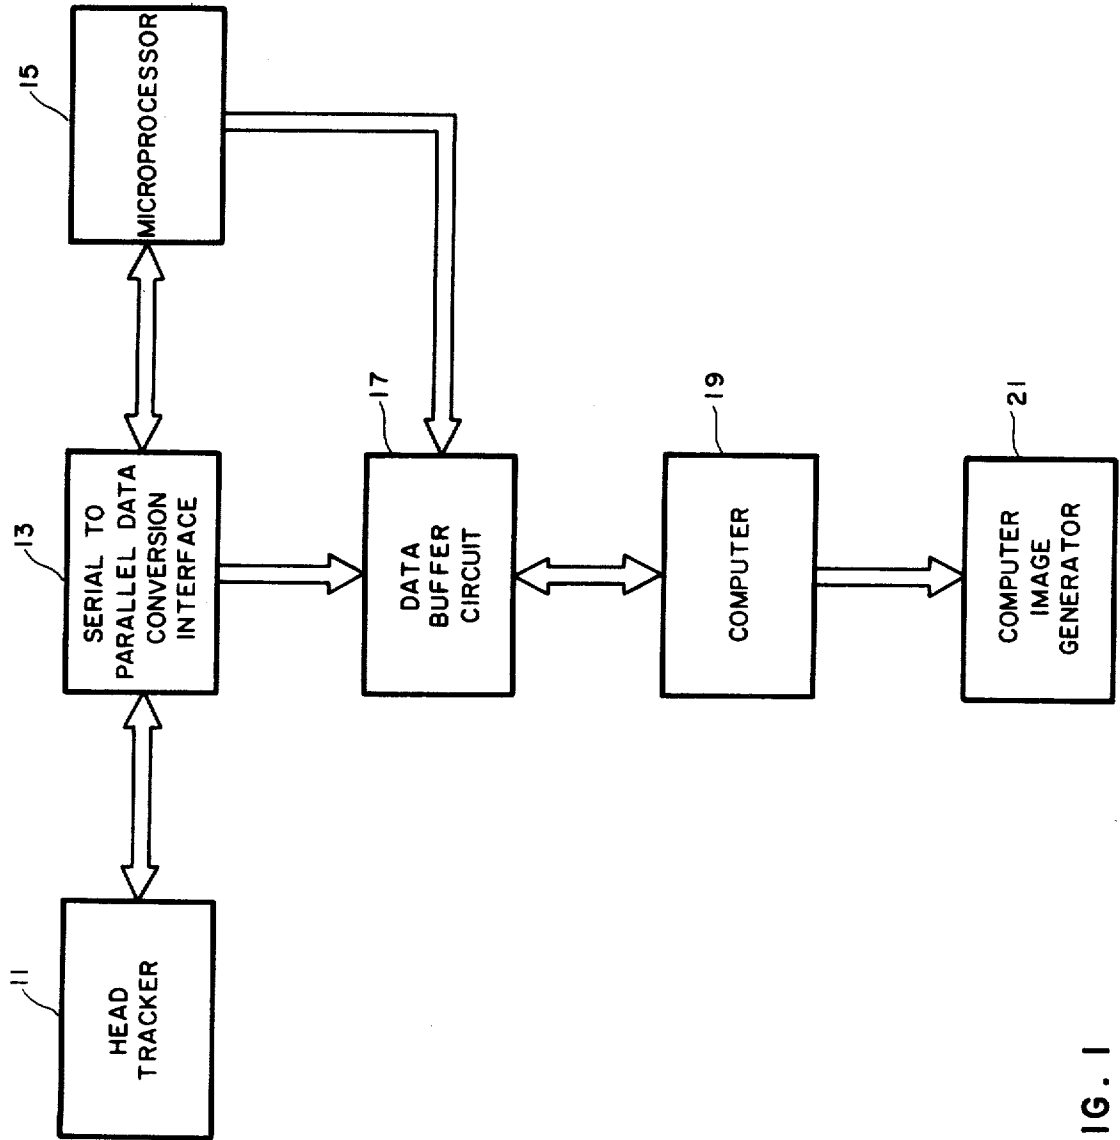 11
HEAD
TRACKER
13
SERIAL TO
PARALLEL DATA
CONVERSION
INTERFACE
15
MICROPROCESSOR
17
DATA
BUFFER
CIRCUIT
19
COMPUTER
21
COMPUTER
IMAGE
GENERATOR
IG. 1